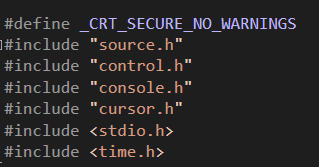 #define _CRT_SECURE_NO_WARNINGS
#include "source.h"
#include "control.h"
#include "console.h"
#include "cursor.h"
#include <stdio.h>
#include <time.h>